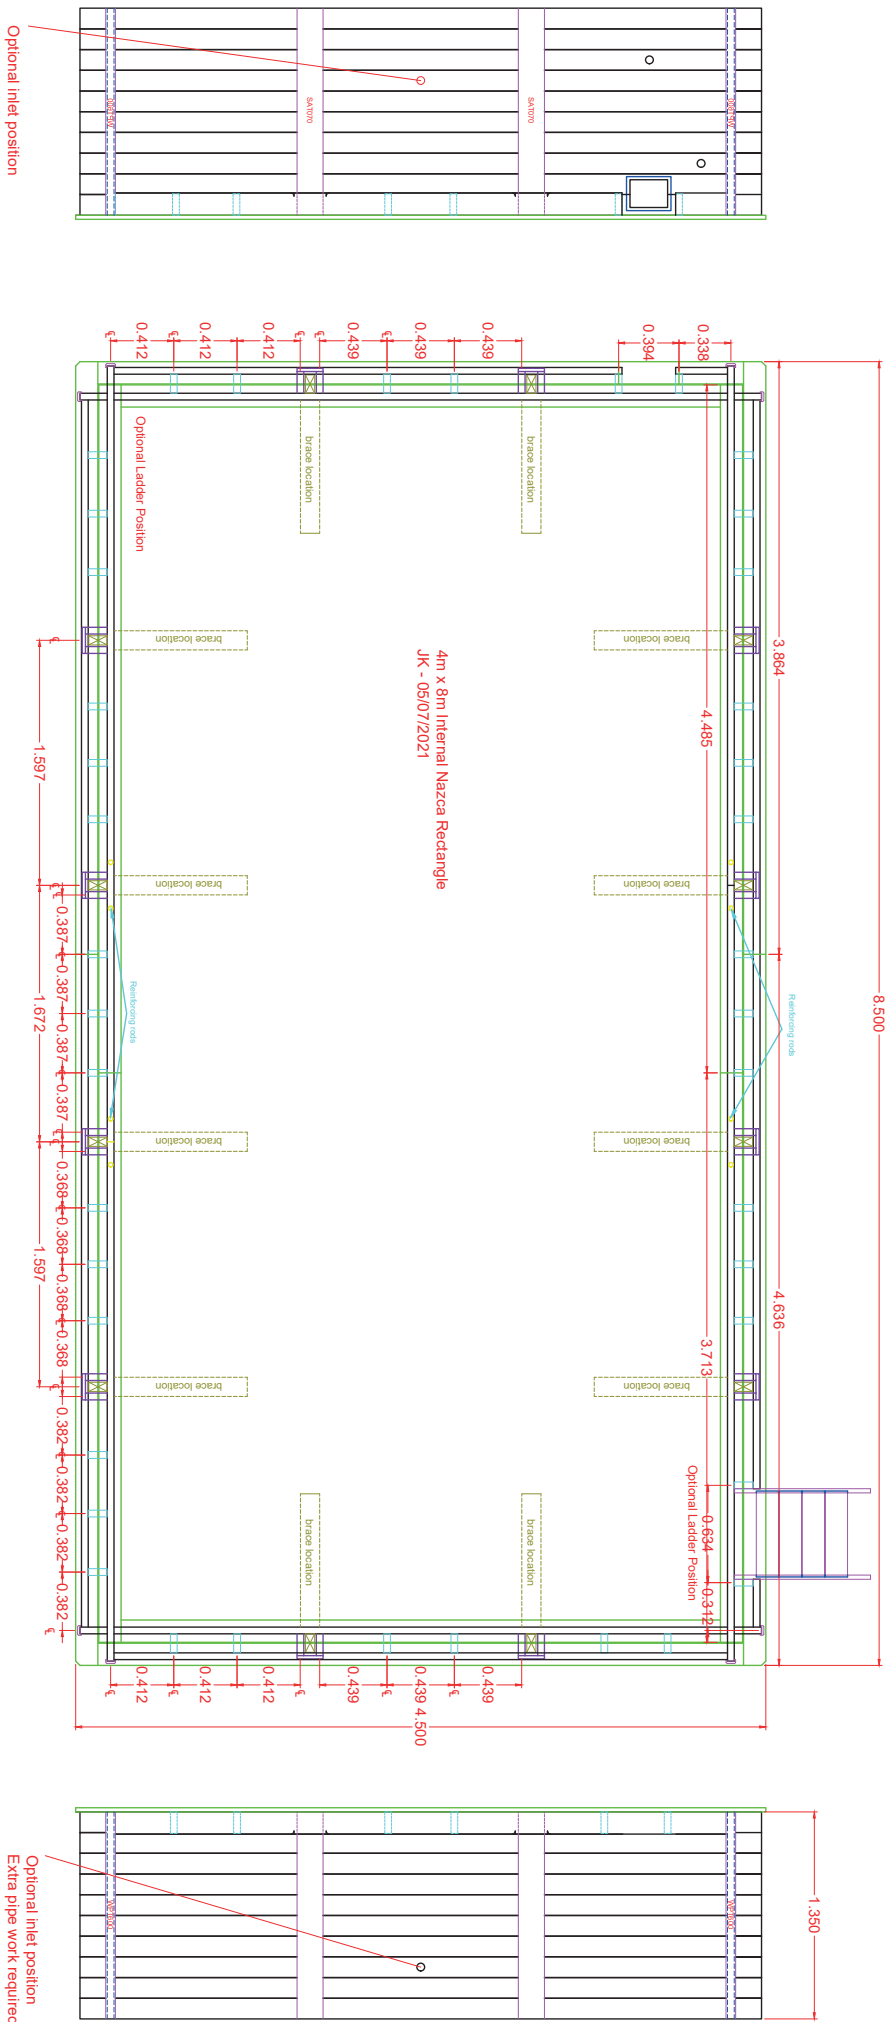 Optional inlet position
SAT070
SAT070
0.412
0.412
0.412
0.439
0.439
0.439
0.394
0.338
8.500
3.864
4.636
4.485
3.713
0.634
0.312
Optional Ladder Position
brace location
brace location
brace location
brace location
4m x 8m Internal Nazca Rectangle
JK - 05/07/2021
brace location
brace location
Reinforcing rods
Reinforcing rods
brace location
brace location
brace location
brace location
brace location
brace location
Optional Ladder Position
1.597
1.672
1.597
0.387
0.387
0.387
0.387
0.368
0.368
0.368
0.368
0.382
0.382
0.382
0.382
0.412
0.412
0.412
0.439
0.439
0.439
4.500
1.350
Optional inlet position
Extra pipe work required